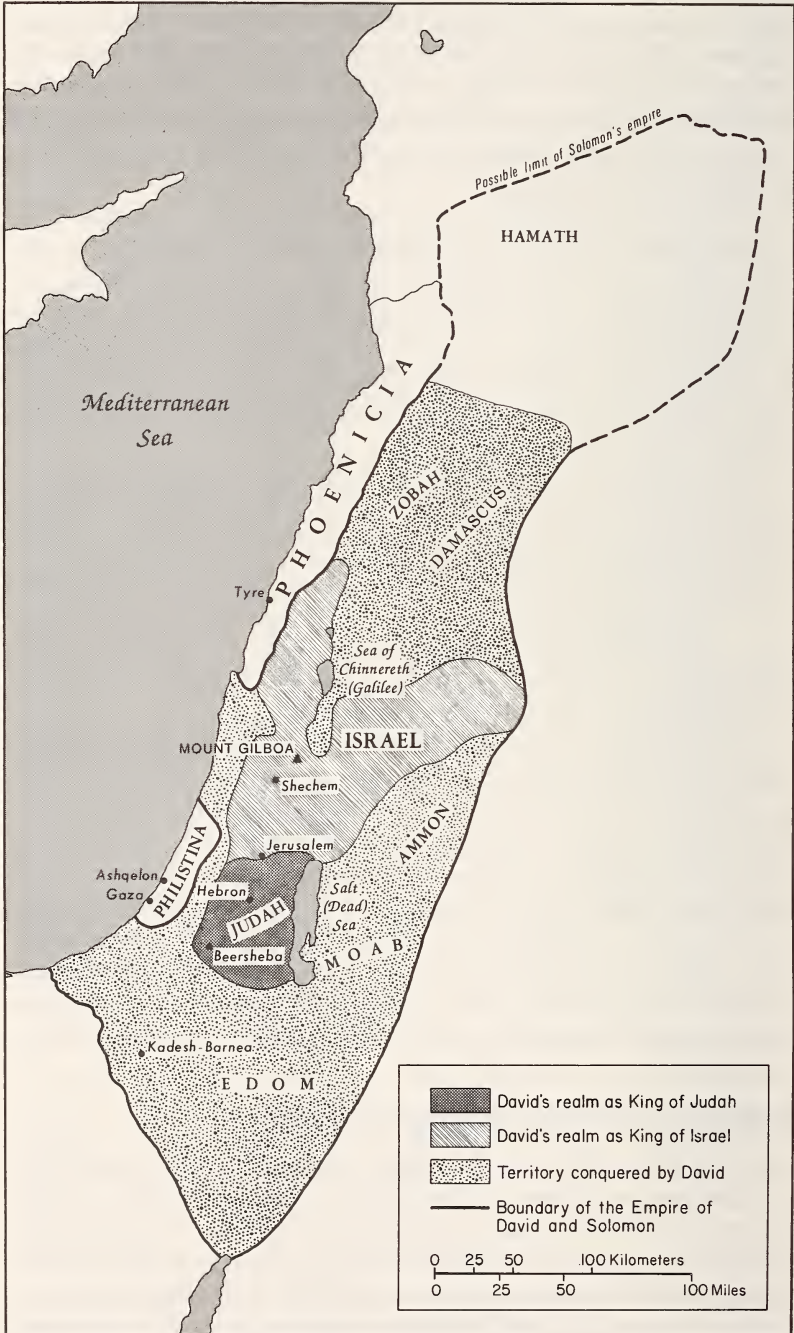 Possible limit of Solomon's empire
HAMATH
Mediterranean
Sea
PHOENICIA
ZOBAH
DAMASCUS
Tyre
Sea of
Chinnereth
(Galilee)
MOUNT GILBOA
ISRAEL
Shechem
AMMON
Jerusalem
PHILISTINA
Ashqelon
Gaza
Hebron
JUDAH
Salt
(Dead)
Sea
Beersheba
MOAB
Kadesh-Barnea
EDOM
David's realm as King of Judah
David's realm as King of Israel
Territory conquered by David
Boundary of the Empire of
David and Solomon
0 25 50 100 Kilometers
0 25 50 100 Miles